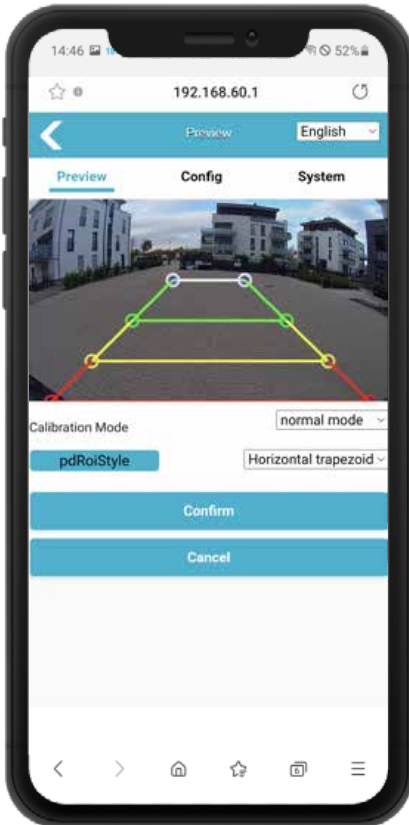 14:46 52%
192.168.60.1
Preview English
Preview Config System
Calibration Mode normal mode
pdRoiStyle Horizontal trapezoid
Confirm
Cancel
6